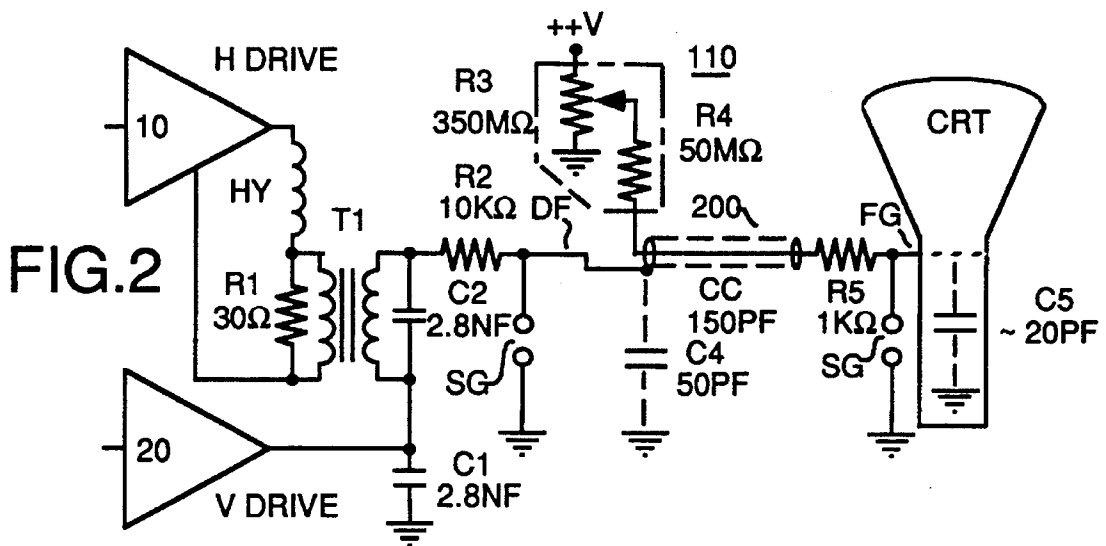 ++V
H DRIVE
110
R3
350MΩ
10
CRT
R4
50MΩ
HY
T1
R2
10KΩ
DF
200
FG
FIG.2
R1
30Ω
C2
2.8NF
CC
150PF
R5
1KΩ
C5
~ 20PF
SG
C4
50PF
SG
20
C1
2.8NF
V DRIVE